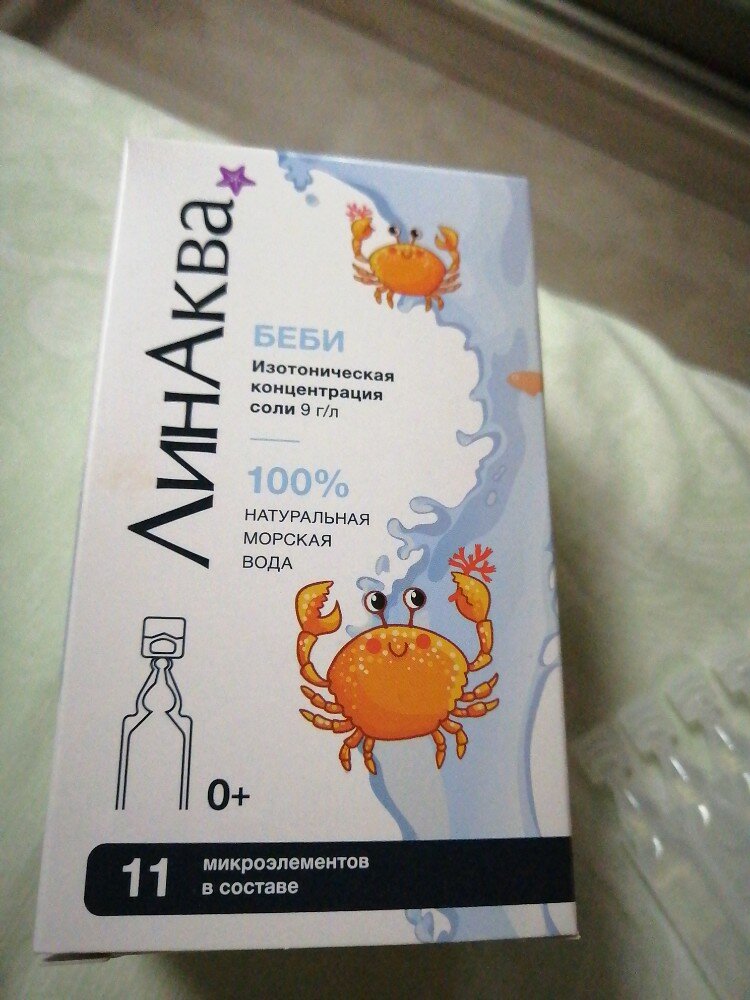 ЛИНАКВА
БЕБИ
Изотоническая
концентрация
соли 9 г/л
100%
НАТУРАЛЬНАЯ
МОРСКАЯ
ВОДА
0+
11
микроэлементов
в составе